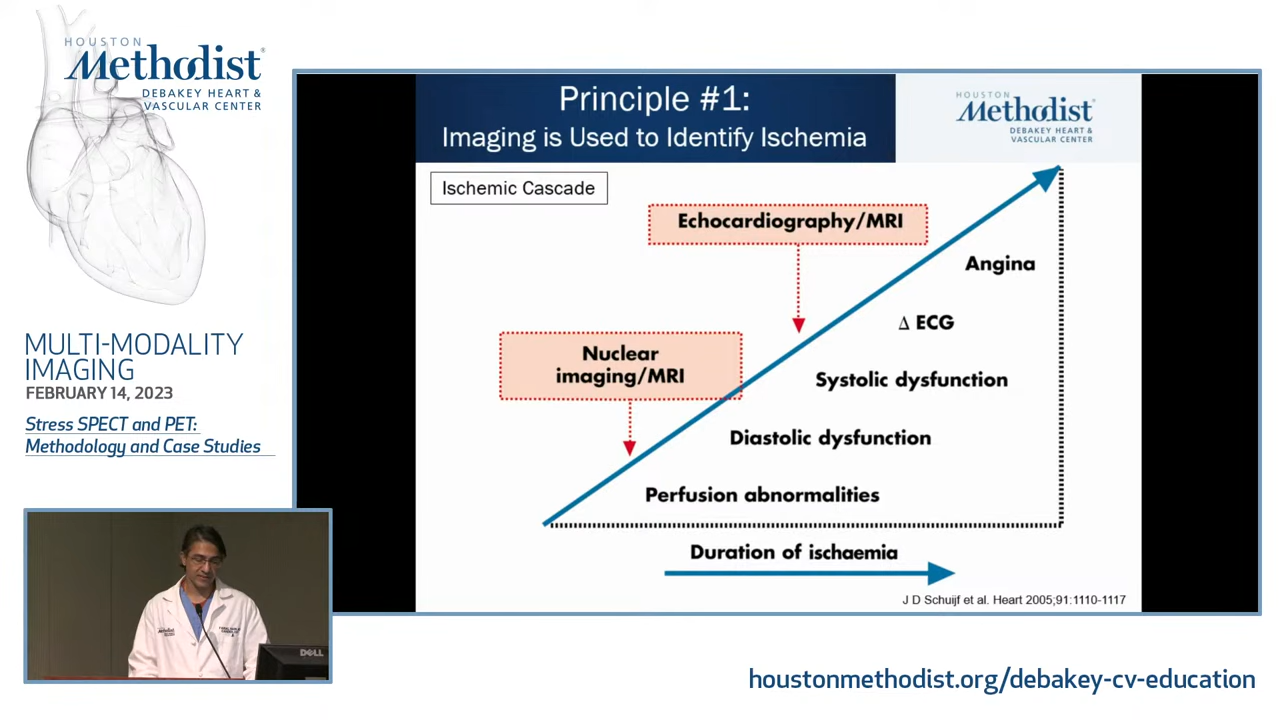 HOUSTON
Methodist
DEBAKEY HEART &
VASCULAR CENTER
MULTI-MODALITY
IMAGING
FEBRUARY 14, 2023
Stress SPECT and PET:
Methodology and Case Studies
Principle #1:
Imaging is Used to Identify Ischemia
HOUSTON
Methodist
DEBAKEY HEART &
VASCULAR CENTER
Ischemic Cascade
Echocardiography/MRI
Angina
Δ ECG
Nuclear
imaging/MRI
Systolic dysfunction
Diastolic dysfunction
Perfusion abnormalities
Duration of ischaemia
J D Schuijf et al. Heart 2005;91:1110-1117
Methodist
DELL
houstonmethodist.org/debakey-cv-education